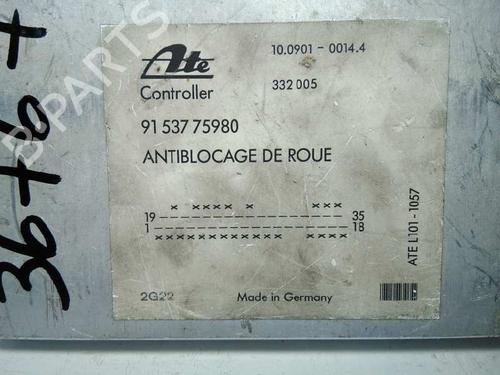 Ate
10.0901 - 0014.4
Controller
332 005
91 537 75980
ANTIBLOCAGE DE ROUE
19
35
1
18
2G22
Made in Germany
ATE L101-1057
B PARTS